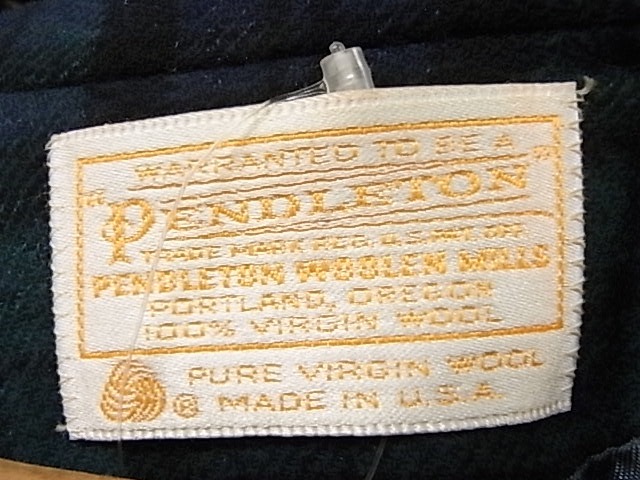 WARRANTED TO BE A
"PENDLETON"
TRADE MARK REG. U.S. PAT. OFF.
PENDLETON WOOLEN MILLS
PORTLAND, OREGON
100% VIRGIN WOOL
PURE VIRGIN WOOL
® MADE IN U.S.A.